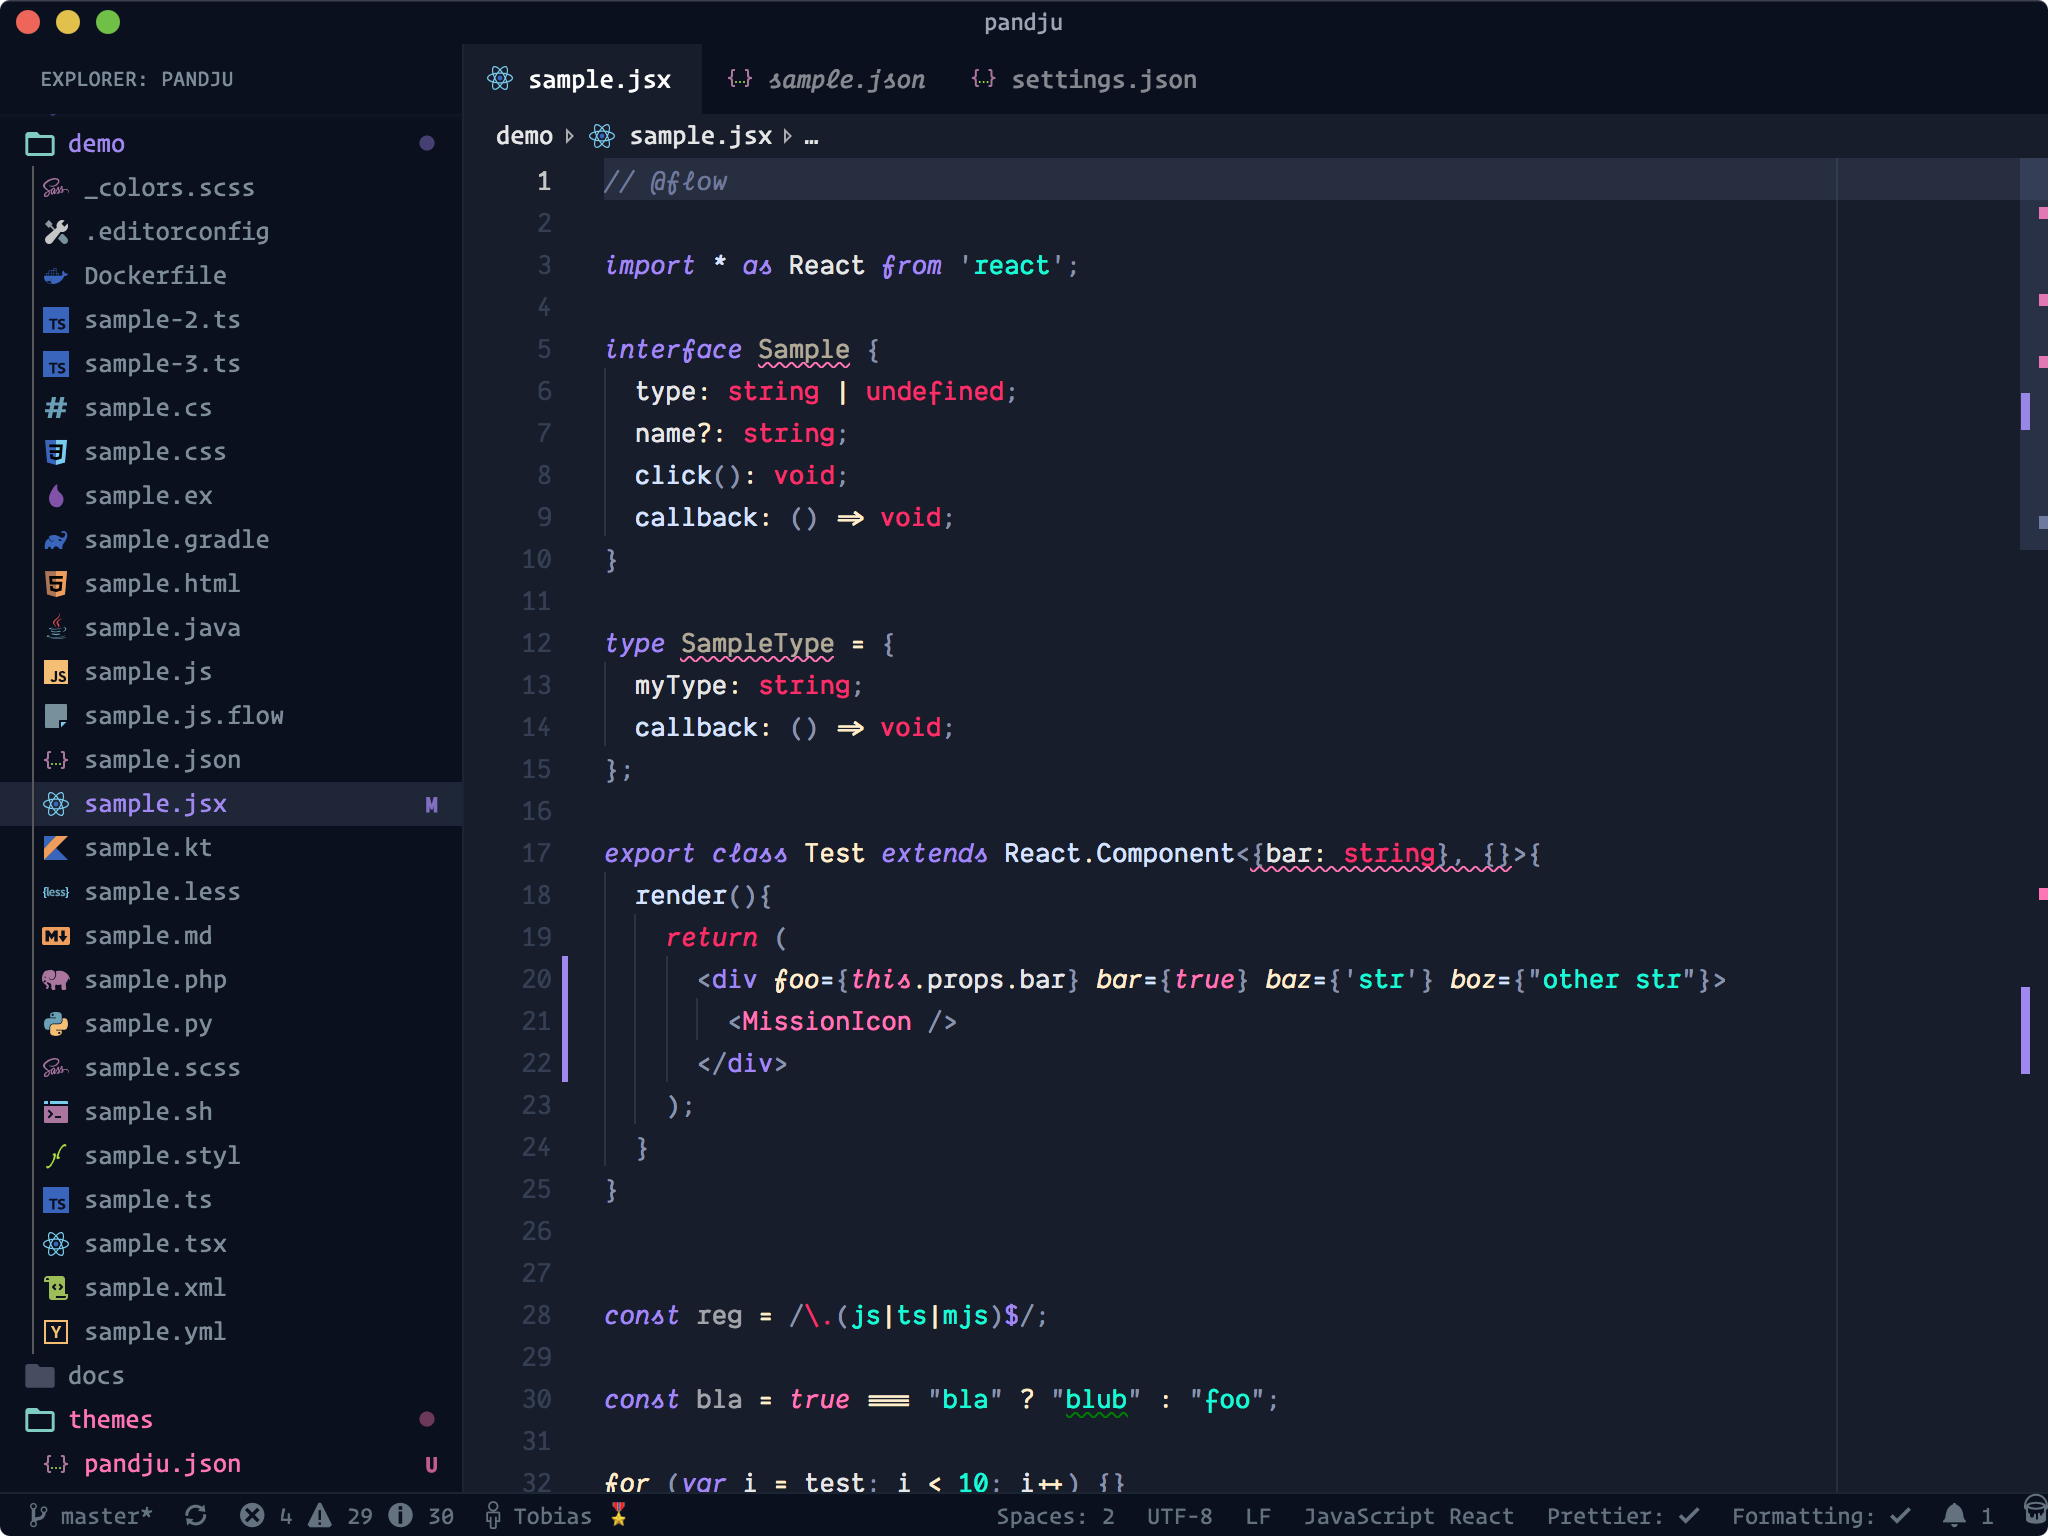 pandju
EXPLORER: PANDJU
sample.jsx
sample.json
settings.json
demo
_colors.scss
.editorconfig
Dockerfile
TS sample-2.ts
TS sample-3.ts
# sample.cs
sample.css
sample.ex
sample.gradle
5 sample.html
sample.java
JS sample.js
sample.js.flow
{..} sample.json
sample.jsx M
sample.kt
{less} sample.less
M sample.md
sample.php
sample.py
Sass sample.scss
sample.sh
sample.styl
TS sample.ts
sample.tsx
sample.xml
Y sample.yml
docs
themes
{..} pandju.json U
demo sample.jsx …
1 // @flow
2
3 import * as React from 'react';
4
5 interface Sample {
6 type: string | undefined;
7 name?: string;
8 click(): void;
9 callback: () => void;
10 }
11
12 type SampleType = {
13 myType: string;
14 callback: () => void;
15 };
16
17 export class Test extends React.Component<{bar: string}, {}>{
18 render(){
19 return (
20 <div foo={this.props.bar} bar={true} baz={'str'} boz={"other str"}>
21 <MissionIcon />
22 </div>
23 );
24 }
25 }
26
27
28 const reg = /\.(js|ts|mjs)$/;
29
30 const bla = true === "bla" ? "blub" : "foo";
31
32 for (var i = test; i < 10; i++) {}
master* 4 29 30 Tobias Spaces: 2 UTF-8 LF JavaScript React Prettier: ✓ Formatting: ✓ 1